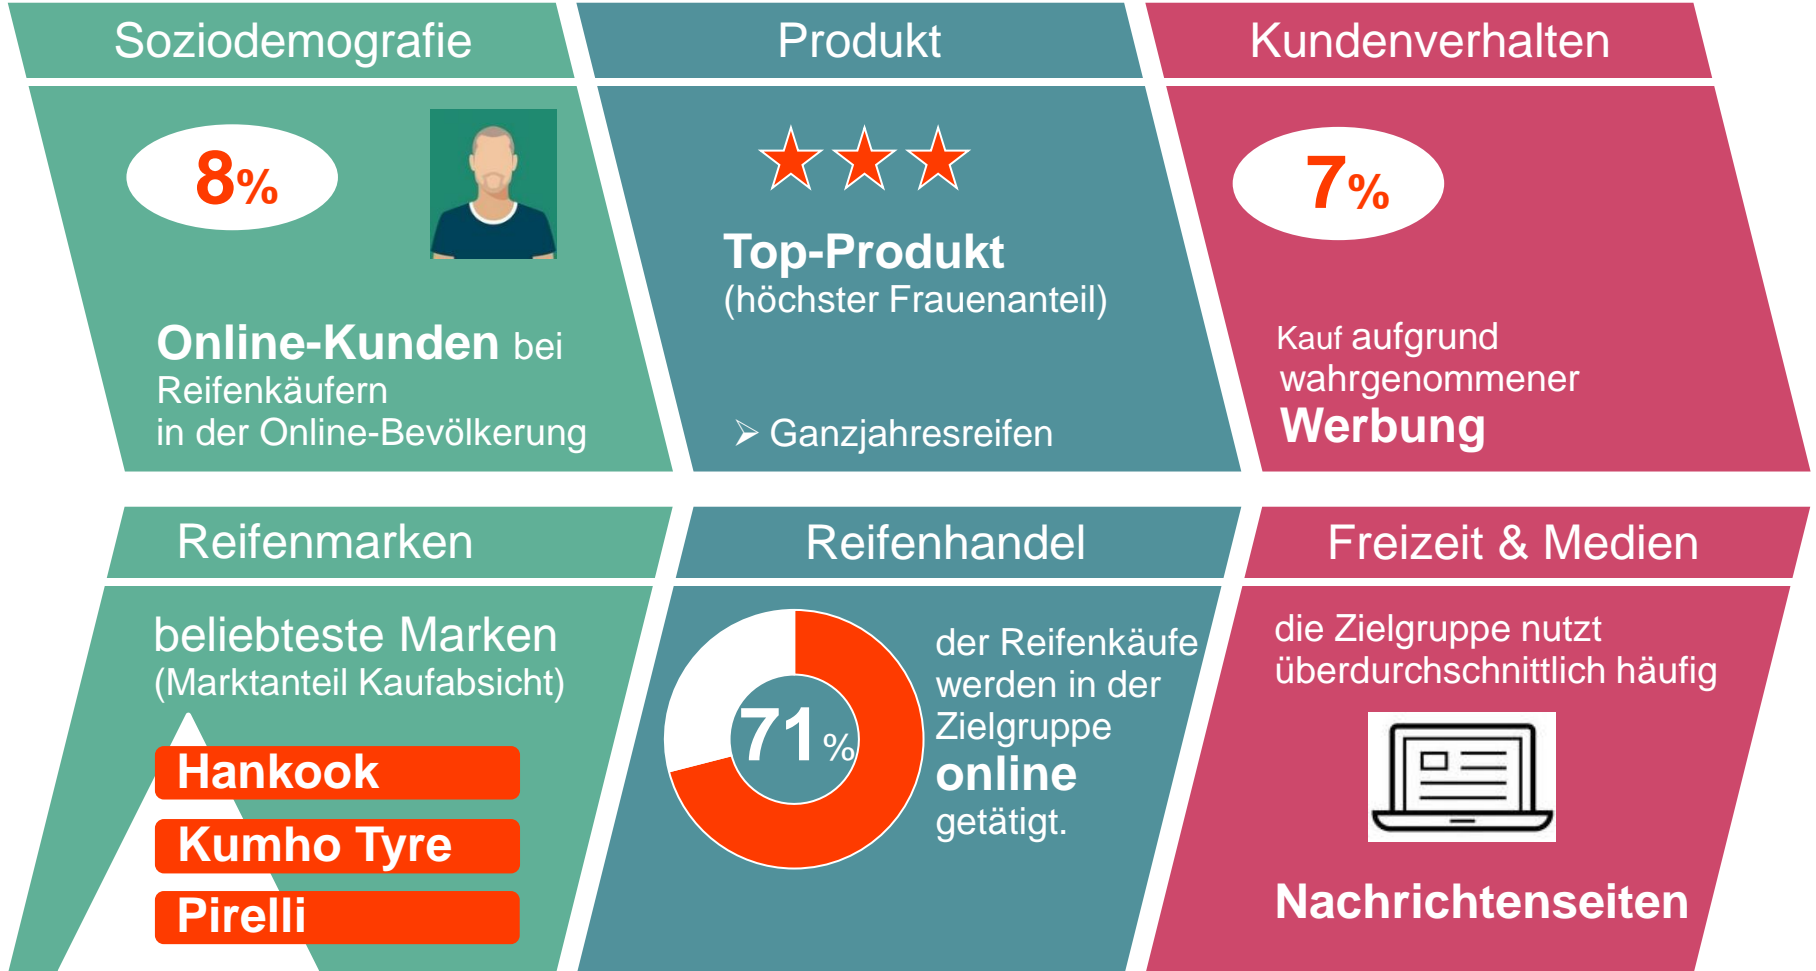 Soziodemografie
8%
Online-Kunden bei
Reifenkäufern
in der Online-Bevölkerung
Produkt
Top-Produkt
(höchster Frauenanteil)
➢ Ganzjahresreifen
Kundenverhalten
7%
Kauf aufgrund
wahrgenommener
Werbung
Reifenmarken
beliebteste Marken
(Marktanteil Kaufabsicht)
Hankook
Kumho Tyre
Pirelli
Reifenhandel
71%
der Reifenkäufe
werden in der
Zielgruppe
online
getätigt.
Freizeit & Medien
die Zielgruppe nutzt
überdurchschnittlich häufig
Nachrichtenseiten